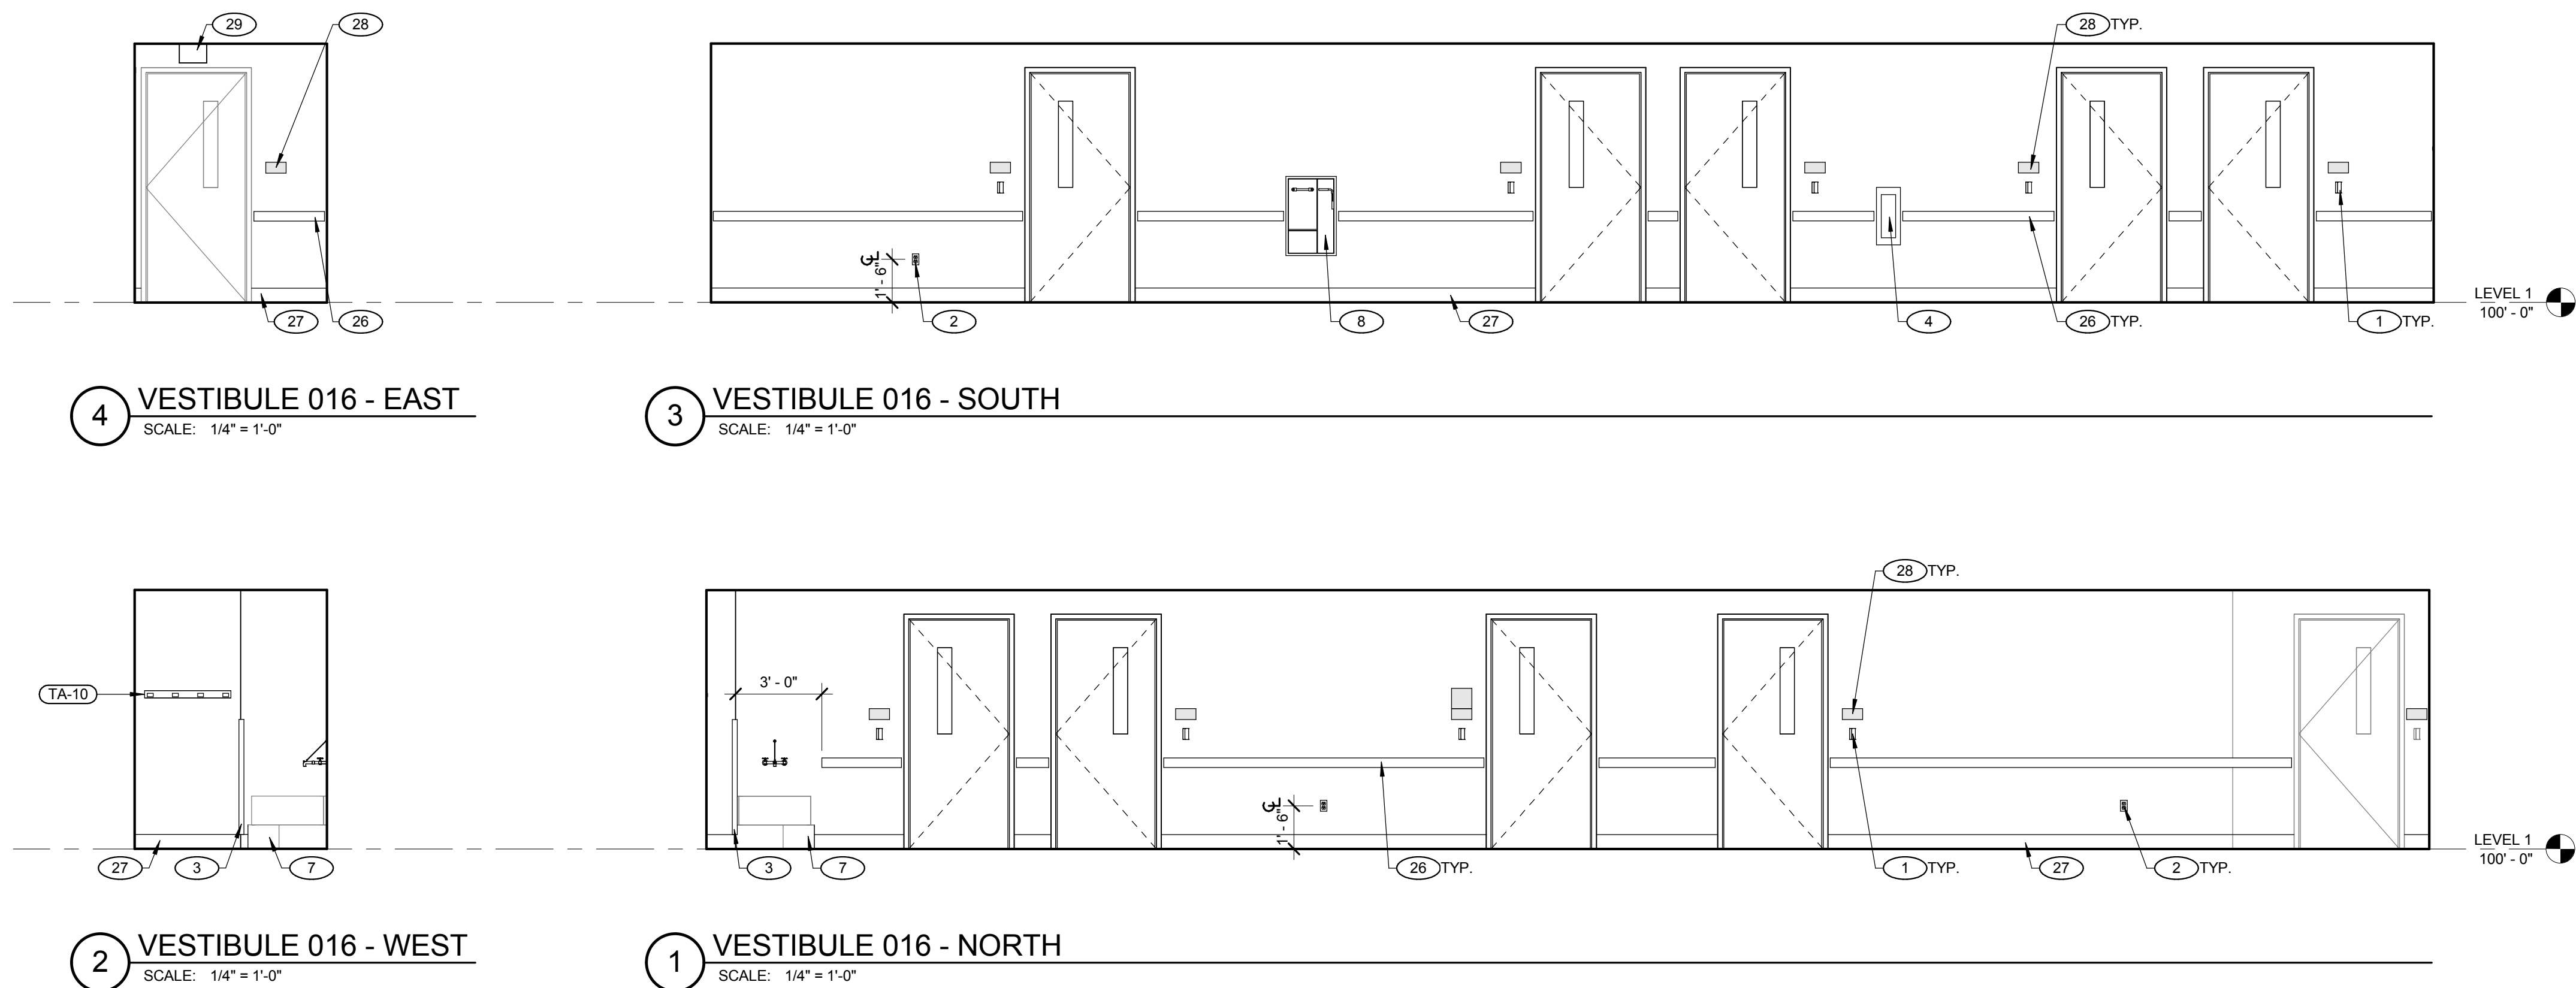 29
28
28 TYP.
CL
1' - 6"
LEVEL 1
100' - 0"
27
26
2
8
27
4
26 TYP.
1 TYP.
4
VESTIBULE 016 - EAST
SCALE: 1/4" = 1'-0"
3
VESTIBULE 016 - SOUTH
SCALE: 1/4" = 1'-0"
28 TYP.
TA-10
3' - 0"
CL
1' - 6"
LEVEL 1
100' - 0"
27
3
7
3
7
26 TYP.
1 TYP.
27
2 TYP.
2
VESTIBULE 016 - WEST
SCALE: 1/4" = 1'-0"
1
VESTIBULE 016 - NORTH
SCALE: 1/4" = 1'-0"